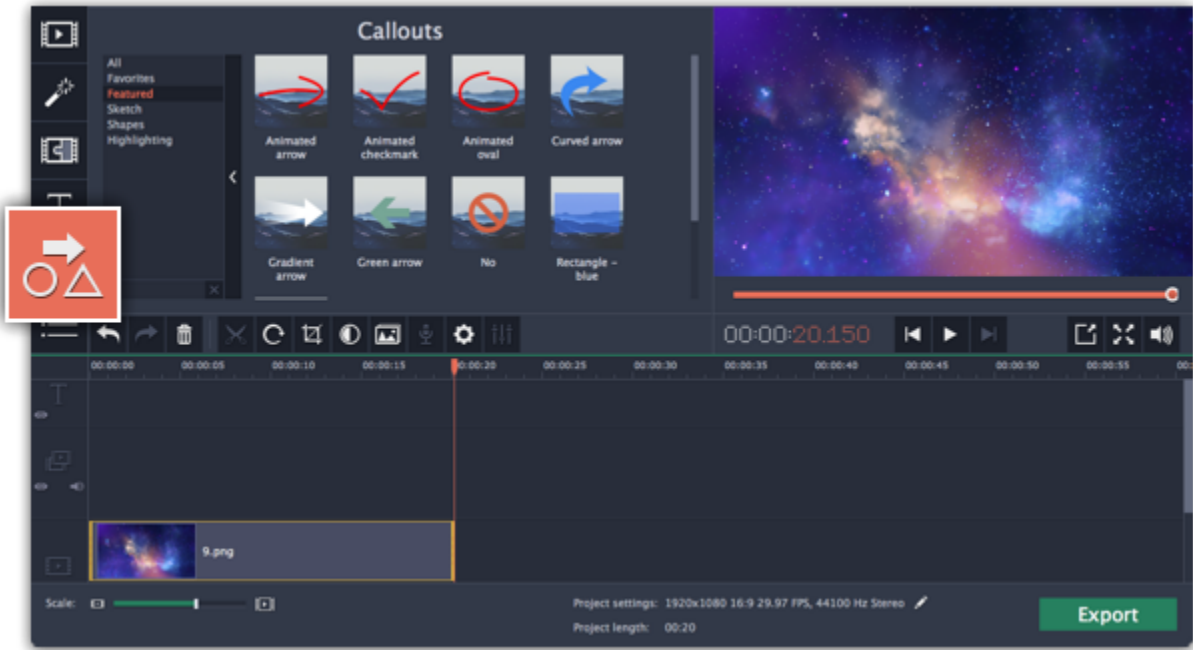 Callouts
All
Favorites
Featured
Sketch
Shapes
Highlighting
Animated
arrow
Animated
checkmark
Animated
oval
Curved arrow
Gradient
arrow
Green arrow
No
Rectangle –
blue
00:00:20.150
00:00:00 00:00:05 00:00:10 00:00:15 00:00:20 00:00:25 00:00:30 00:00:35 00:00:40 00:00:45 00:00:50 00:00:55 00:
9.png
Scale:
Project settings: 1920x1080 16:9 29.97 FPS, 44100 Hz Stereo
Project length: 00:20
Export